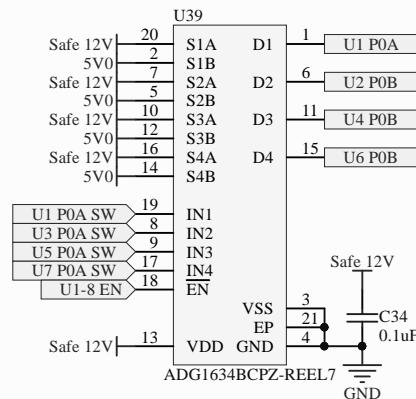 U39
Safe 12V 20 S1A D1 1 U1 P0A
5V0 2 S1B
Safe 12V 7 S2A D2 6 U2 P0B
5V0 5 S2B
Safe 12V 10 S3A D3 11 U4 P0B
5V0 12 S3B
Safe 12V 16 S4A D4 15 U6 P0B
5V0 14 S4B
U1 P0A SW 19 IN1
U3 P0A SW 8 IN2
U5 P0A SW 9 IN3
U7 P0A SW 17 IN4
U1-8 EN 18 EN
Safe 12V
VSS 3
EP 21
C34
0.1uF
Safe 12V 13 VDD GND 4
ADG1634BCPZ-REEL7
GND